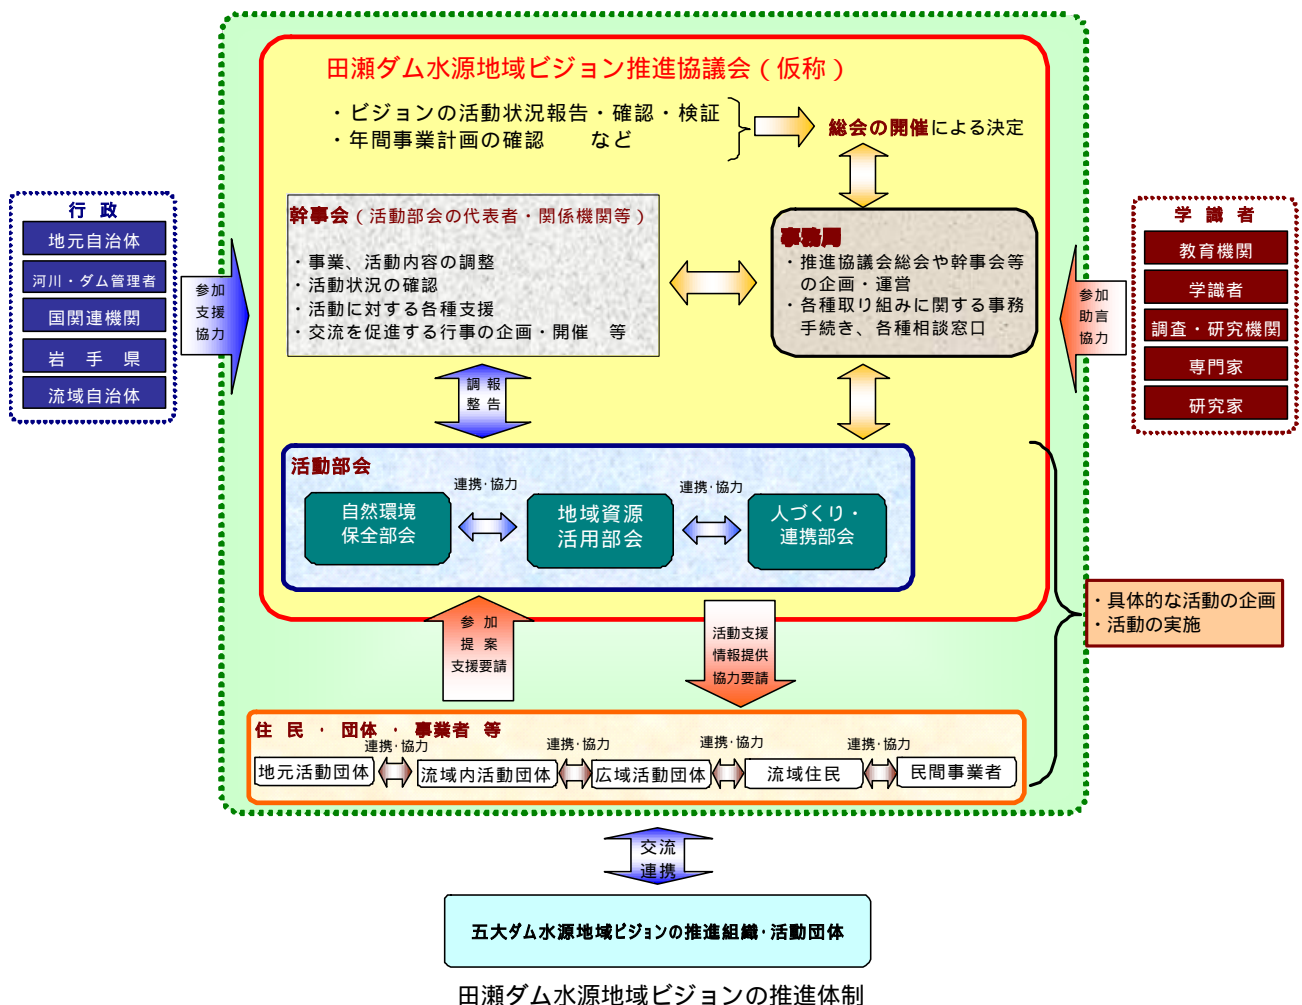 田瀬ダム水源地域ビジョン推進協議会（仮称）
・ビジョンの活動状況報告・確認・検証
・年間事業計画の確認　　など
総会の開催による決定
行 政
地元自治体
河川・ダム管理者
国関連機関
岩 手 県
流域自治体
参加
支援
協力
幹事会（活動部会の代表者・関係機関等）
・事業、活動内容の調整
・活動状況の確認
・活動に対する各種支援
・交流を促進する行事の企画・開催　等
事務局
・推進協議会総会や幹事会等
の企画・運営
・各種取り組みに関する事務
手続き、各種相談窓口
参加
助言
協力
学 識 者
教育機関
学識者
調査・研究機関
専門家
研究家
調 報
整 告
活動部会
連携・協力
連携・協力
自然環境
保全部会
地域資源
活用部会
人づくり・
連携部会
・具体的な活動の企画
・活動の実施
参 加
提 案
支援要請
活動支援
情報提供
協力要請
住 民 ・ 団体 ・ 事業者 等
連携・協力
連携・協力
連携・協力
連携・協力
地元活動団体
流域内活動団体
広域活動団体
流域住民
民間事業者
交流
連携
五大ダム水源地域ビジョンの推進組織・活動団体
田瀬ダム水源地域ビジョンの推進体制